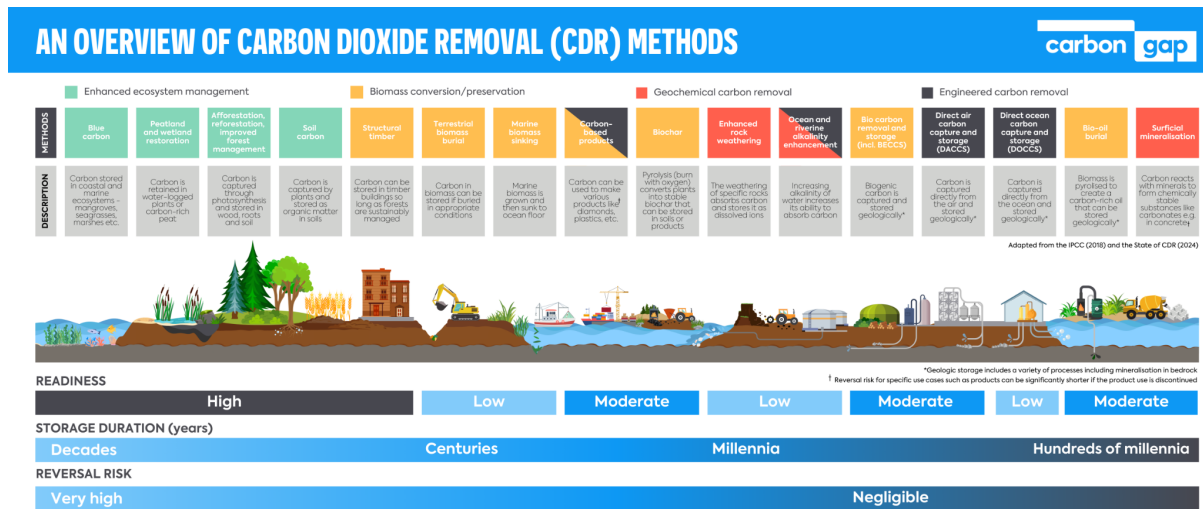 AN OVERVIEW OF CARBON DIOXIDE REMOVAL (CDR) METHODS
carbon gap
Enhanced ecosystem management
Biomass conversion/preservation
Geochemical carbon removal
Engineered carbon removal
METHODS
Blue
carbon
Peatland
and wetland
restoration
Afforestation,
reforestation,
improved
forest
management
Soil
carbon
Structural
timber
Terrestrial
biomass
burial
Marine
biomass
sinking
Carbon-
based
products
Biochar
Enhanced
rock
weathering
Ocean and
riverine
alkalinity
enhancement
Bio carbon
removal and
storage
(incl. BECCS)
Direct air
carbon
capture and
storage
(DACCS)
Direct ocean
carbon
capture and
storage
(DOCCS)
Bio-oil
burial
Surficial
mineralisation
DESCRIPTION
Carbon stored
in coastal and
marine
ecosystems -
mangroves,
seagrasses,
marshes etc.
Carbon is
retained in
water-logged
plants or
carbon-rich
peat
Carbon is
captured
through
photosynthesis
and stored in
wood, roots
and soil
Carbon is
captured by
plants and
stored as
organic matter
in soils
Carbon can be
stored in timber
buildings so
long as forests
are sustainably
managed
Carbon in
biomass can be
stored if buried
in appropriate
conditions
Marine
biomass is
grown and
then sunk to
ocean floor
Carbon can be
used to make
various
products like†
diamonds,
plastics, etc.
Pyrolysis (burn
with oxygen)
converts plants
into stable
biochar that
can be stored
in soils or
products
The weathering
of specific rocks
absorbs carbon
and stores it as
dissolved ions
Increasing
alkalinity of
water increases
its ability to
absorb carbon
Biogenic
carbon is
captured and
stored
geologically*
Carbon is
captured
directly from
the air and
stored
geologically*
Carbon is
captured
directly from
the ocean and
stored
geologically*
Biomass is
pyrolised to
create a
carbon-rich oil
that can be
stored
geologically*
Carbon reacts
with minerals to
form chemically
stable
substances like
carbonates e.g.
in concrete†
Adapted from the IPCC (2018) and the State of CDR (2024)
*Geologic storage includes a variety of processes including mineralisation in bedrock
† Reversal risk for specific use cases such as products can be significantly shorter if the product use is discontinued
READINESS
High
Low
Moderate
Low
Moderate
Low
Moderate
STORAGE DURATION (years)
Decades
Centuries
Millennia
Hundreds of millennia
REVERSAL RISK
Very high
Negligible